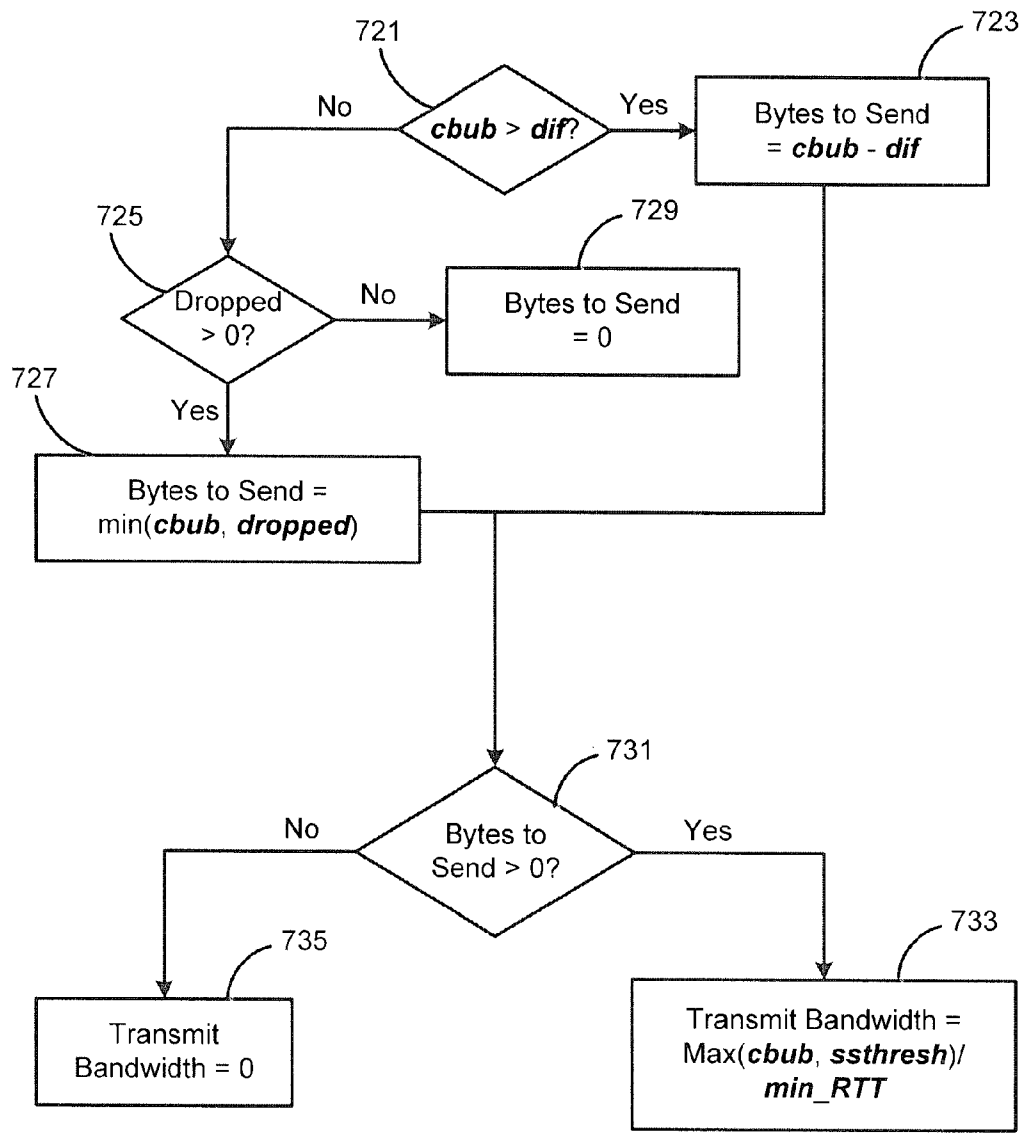 721
723
No
cbub > dif?
Yes
Bytes to Send
= cbub - dif
725
729
Dropped
> 0?
No
Bytes to Send
= 0
727
Yes
Bytes to Send =
min(cbub, dropped)
731
No
Bytes to
Send > 0?
Yes
735
733
Transmit
Bandwidth = 0
Transmit Bandwidth =
Max(cbub, ssthresh)/
min_RTT